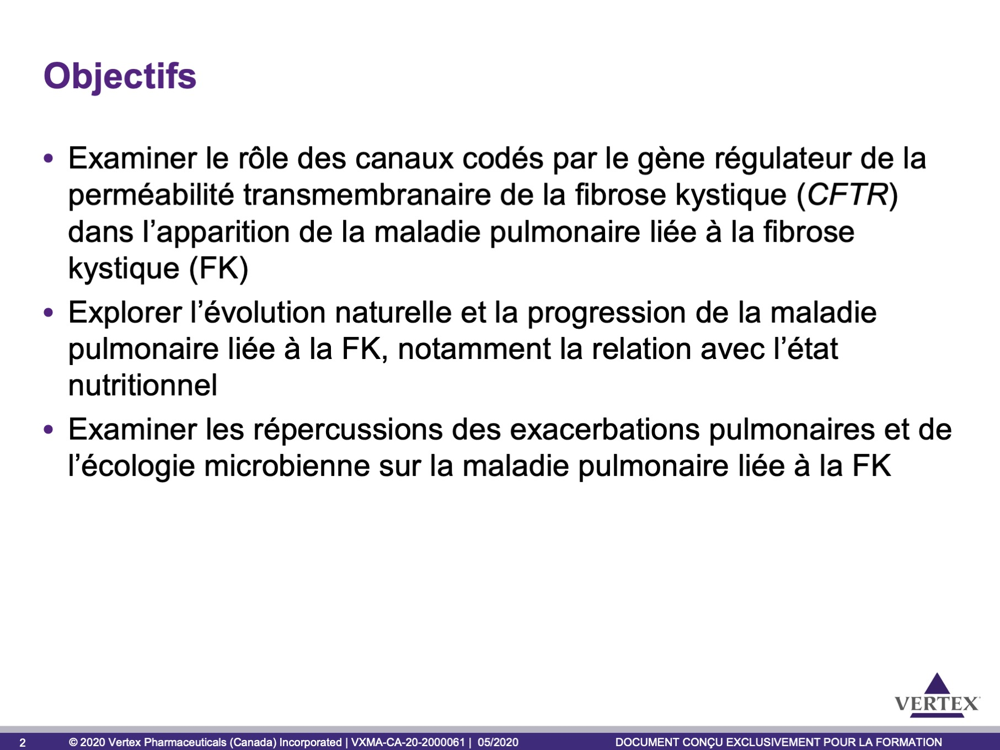 Objectifs
• Examiner le rôle des canaux codés par le gène régulateur de la
perméabilité transmembranaire de la fibrose kystique (CFTR)
dans l’apparition de la maladie pulmonaire liée à la fibrose
kystique (FK)
• Explorer l’évolution naturelle et la progression de la maladie
pulmonaire liée à la FK, notamment la relation avec l’état
nutritionnel
• Examiner les répercussions des exacerbations pulmonaires et de
l’écologie microbienne sur la maladie pulmonaire liée à la FK
VERTEX
2 © 2020 Vertex Pharmaceuticals (Canada) Incorporated | VXMA-CA-20-2000061 | 05/2020 DOCUMENT CONÇU EXCLUSIVEMENT POUR LA FORMATION